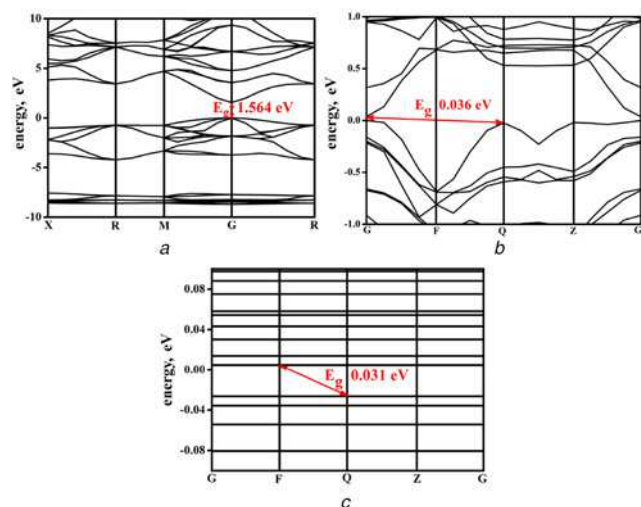 a
b
10
5
0
-5
-10
energy, eV
Eg 1.564 eV
X R M G R
1.0
0.5
0.0
-0.5
-1.0
energy, eV
Eg 0.036 eV
G F Q Z G
0.08
0.04
0.00
-0.04
-0.08
energy, eV
Eg 0.031 eV
G F Q Z G
c